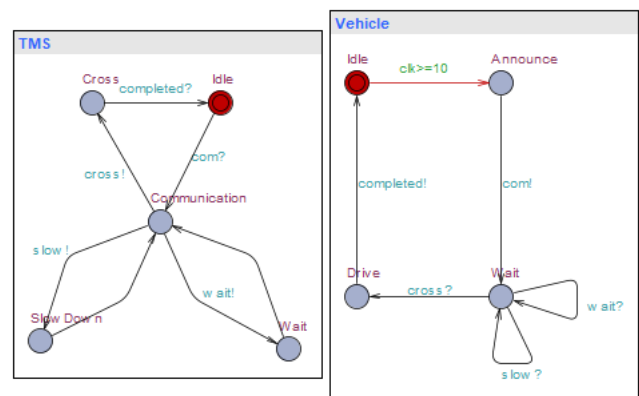 TMS
Cross
Idle
completed?
com?
cross!
Communication
slow !
wait!
Slow Down
Wait
Vehicle
Idle
clk>=10
Announce
completed!
com!
Drive
cross ?
Wait
wait?
slow ?